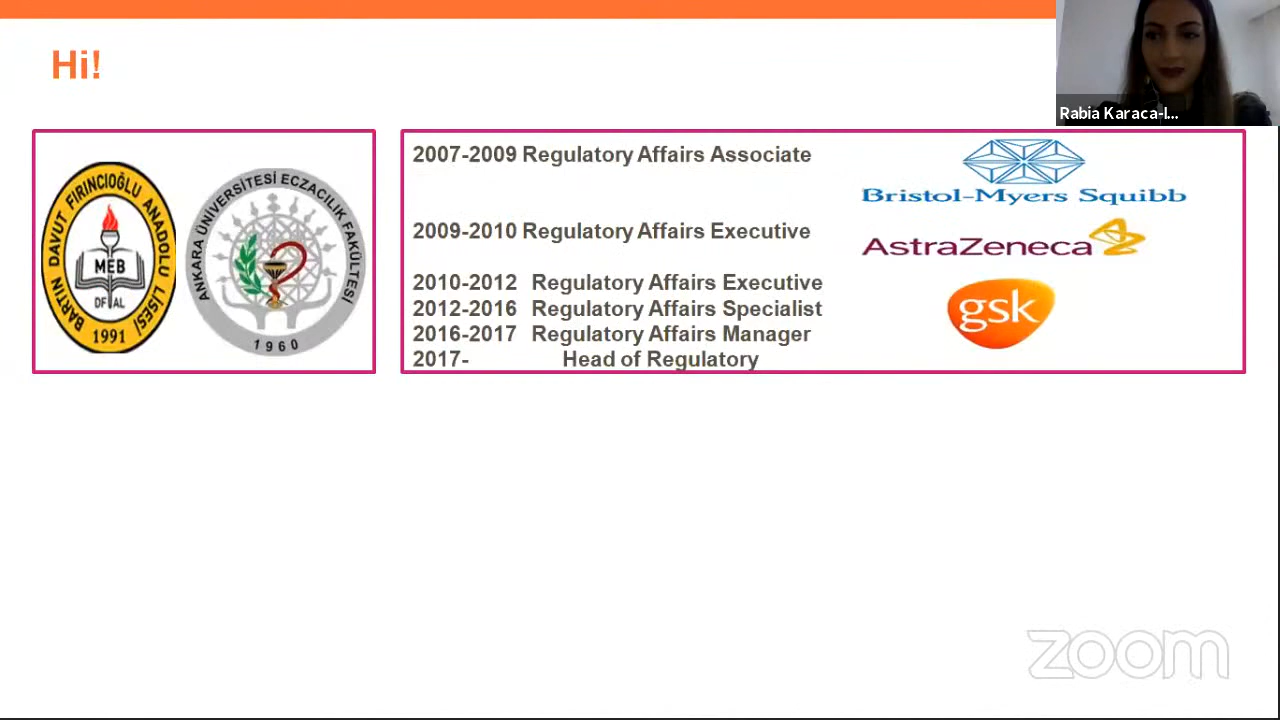 Hi!
Rabia Karaca-I...
BARTIN DAVUT FIRINCIOĞLU ANADOLU LİSESİ
MEB
DF AL
1991
ANKARA ÜNİVERSİTESİ ECZACILIK FAKÜLTESİ
1960
2007-2009 Regulatory Affairs Associate
Bristol-Myers Squibb
2009-2010 Regulatory Affairs Executive
AstraZeneca
2010-2012 Regulatory Affairs Executive
2012-2016 Regulatory Affairs Specialist
gsk
2016-2017 Regulatory Affairs Manager
2017- Head of Regulatory
zoom